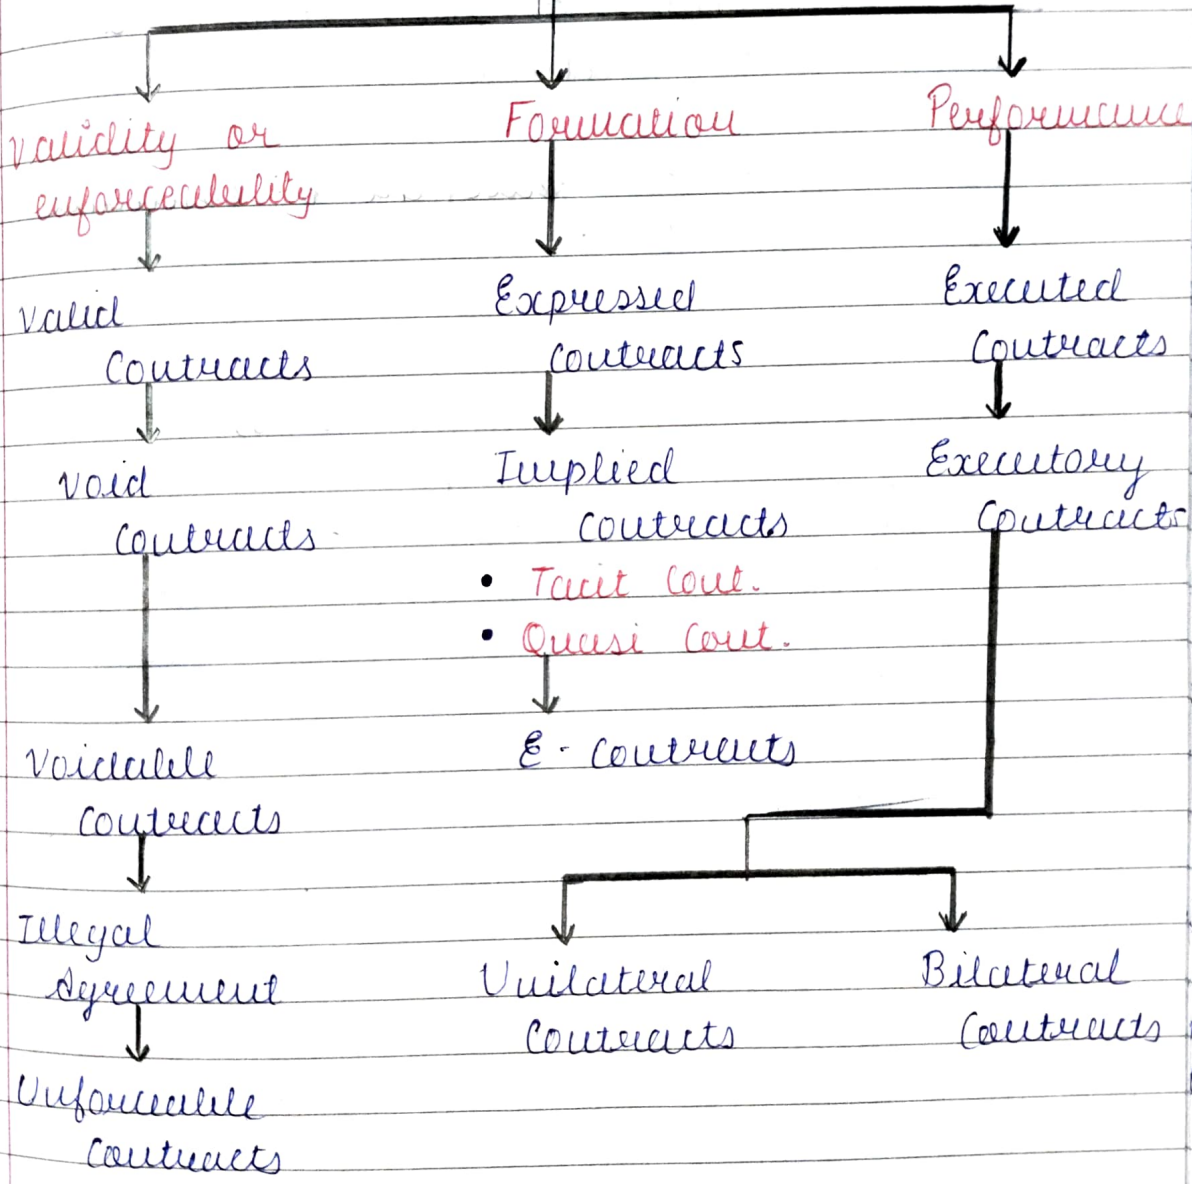 Validity or
enforceability
Valid
Contracts
Void
Contracts
Voidable
Contracts
Illegal
Agreement
Unforceable
Contracts
Formation
Expressed
Contracts
Implied
Contracts
• Tacit Cont.
• Quasi Cont.
E - Contracts
Performance
Executed
Contracts
Executory
Contracts
Unilateral
Contracts
Bilateral
Contracts